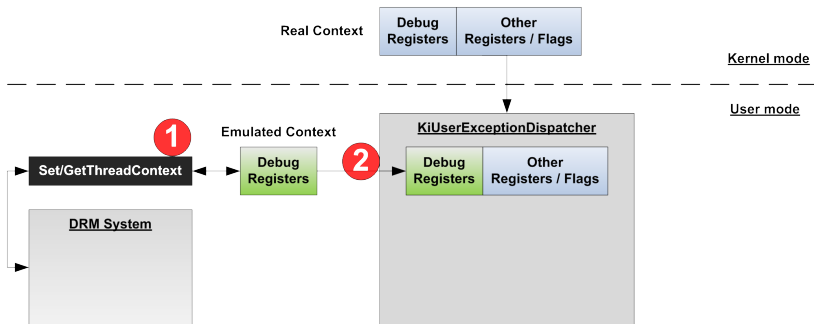 Real Context
Debug
Registers
Other
Registers / Flags
Kernel mode
User mode
1
Emulated Context
KiUserExceptionDispatcher
Set/GetThreadContext
Debug
Registers
2
Debug
Registers
Other
Registers / Flags
DRM System